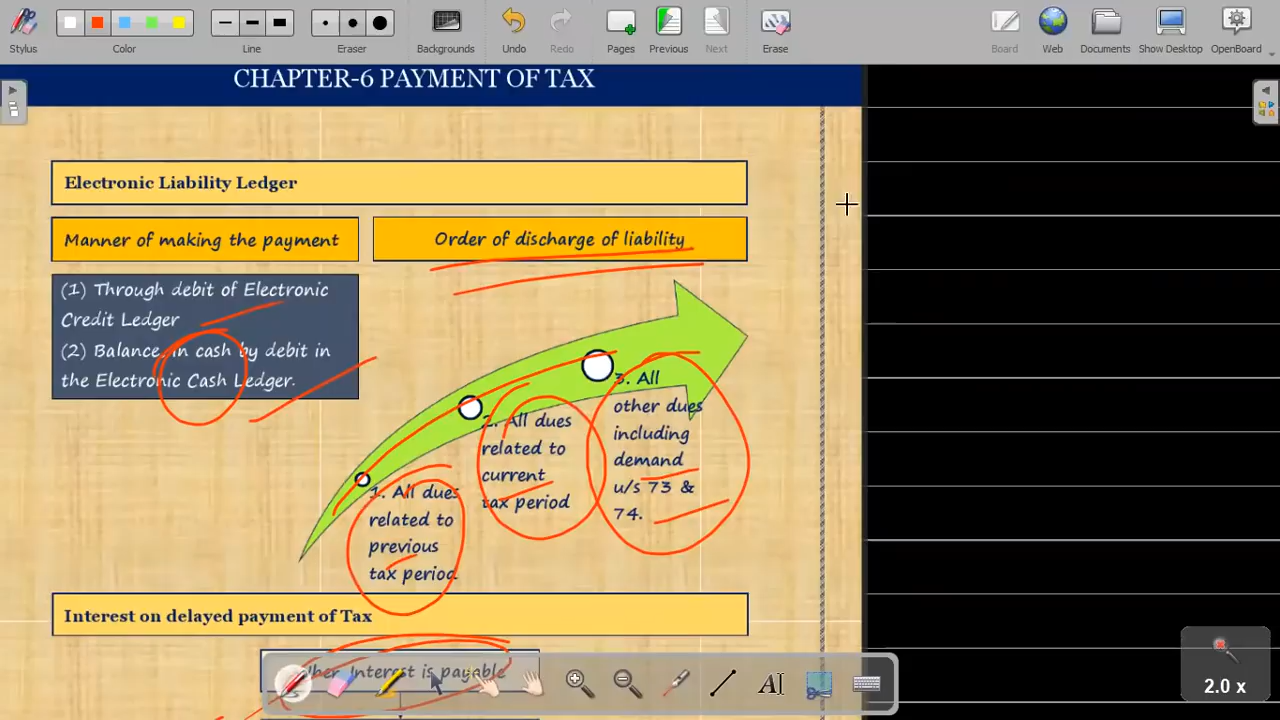 Stylus
Color
Line
Eraser
Backgrounds
Undo
Redo
Pages
Previous
Next
Erase
Board
Web
Documents
Show Desktop
OpenBoard
CHAPTER-6 PAYMENT OF TAX
Electronic Liability Ledger
Manner of making the payment
Order of discharge of liability
(1) Through debit of Electronic
Credit Ledger
(2) Balance in cash by debit in
the Electronic Cash Ledger.
1. All dues
related to
previous
tax period
2. All dues
related to
current
tax period
3. All
other dues
including
demand
u/s 73 &
74.
Interest on delayed payment of Tax
Interest is payable
2.0 x